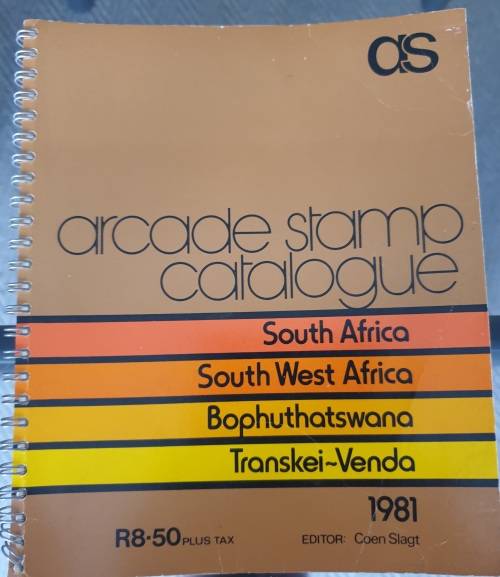 as
arcade stamp
catalogue
South Africa
South West Africa
Bophuthatswana
Transkei~Venda
1981
R8·50 PLUS TAX EDITOR: Coen Slagt